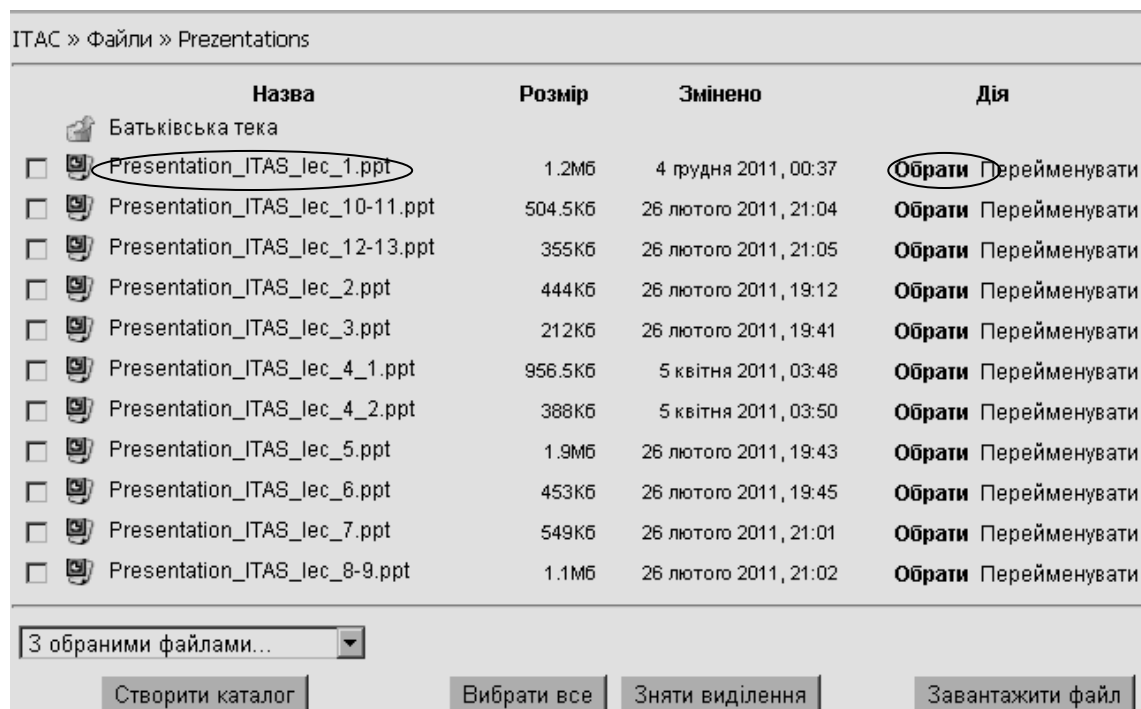 ІТАС » Файли » Prezentations
Назва Розмір Змінено Дія
Батьківська тека
Presentation_ITAS_lec_1.ppt 1.2Мб 4 грудня 2011, 00:37 Обрати Перейменувати
Presentation_ITAS_lec_10-11.ppt 504.5Кб 26 лютого 2011, 21:04 Обрати Перейменувати
Presentation_ITAS_lec_12-13.ppt 355Кб 26 лютого 2011, 21:05 Обрати Перейменувати
Presentation_ITAS_lec_2.ppt 444Кб 26 лютого 2011, 19:12 Обрати Перейменувати
Presentation_ITAS_lec_3.ppt 212Кб 26 лютого 2011, 19:41 Обрати Перейменувати
Presentation_ITAS_lec_4_1.ppt 956.5Кб 5 квітня 2011, 03:48 Обрати Перейменувати
Presentation_ITAS_lec_4_2.ppt 388Кб 5 квітня 2011, 03:50 Обрати Перейменувати
Presentation_ITAS_lec_5.ppt 1.9Мб 26 лютого 2011, 19:43 Обрати Перейменувати
Presentation_ITAS_lec_6.ppt 453Кб 26 лютого 2011, 19:45 Обрати Перейменувати
Presentation_ITAS_lec_7.ppt 549Кб 26 лютого 2011, 21:01 Обрати Перейменувати
Presentation_ITAS_lec_8-9.ppt 1.1Мб 26 лютого 2011, 21:02 Обрати Перейменувати
З обраними файлами...
Створити каталог Вибрати все Зняти виділення Завантажити файл